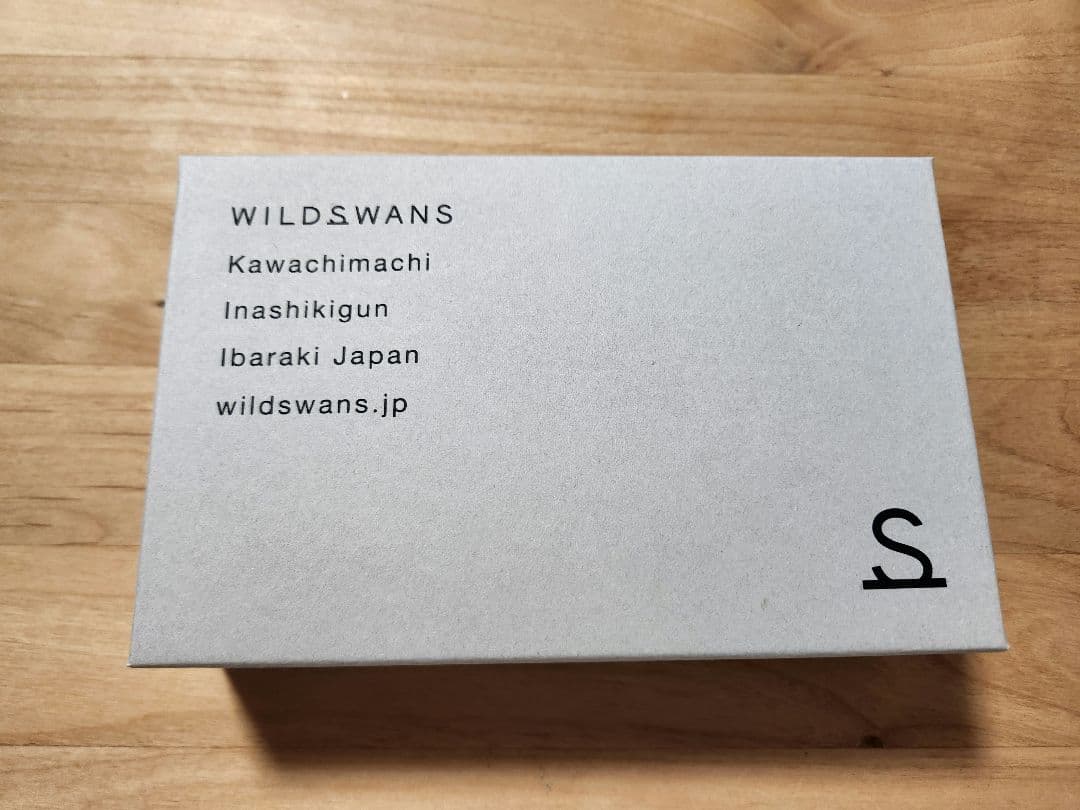 WILDSWANS
Kawachimachi
Inashikigun
Ibaraki Japan
wildswans.jp
S